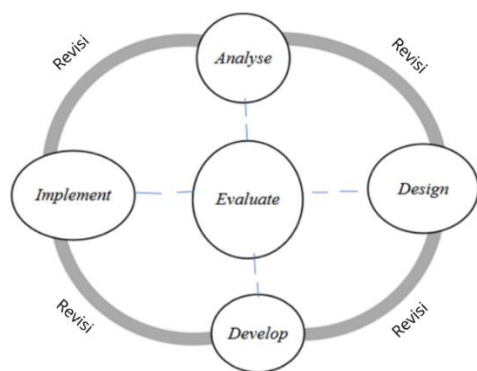 Analyse
Revisi
Revisi
Implement
Evaluate
Design
Revisi
Revisi
Develop